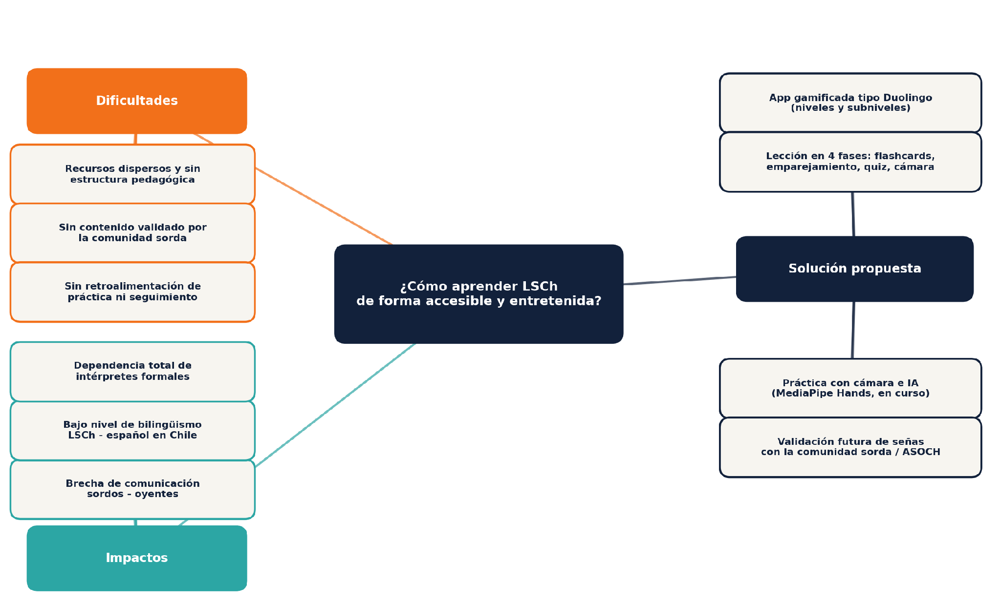 Dificultades
Recursos dispersos y sin
estructura pedagógica
Sin contenido validado por
la comunidad sorda
Sin retroalimentación de
práctica ni seguimiento
Dependencia total de
intérpretes formales
Bajo nivel de bilingüismo
LSCh - español en Chile
Brecha de comunicación
sordos - oyentes
Impactos
¿Cómo aprender LSCh
de forma accesible y entretenida?
App gamificada tipo Duolingo
(niveles y subniveles)
Lección en 4 fases: flashcards,
emparejamiento, quiz, cámara
Solución propuesta
Práctica con cámara e IA
(MediaPipe Hands, en curso)
Validación futura de señas
con la comunidad sorda / ASOCH